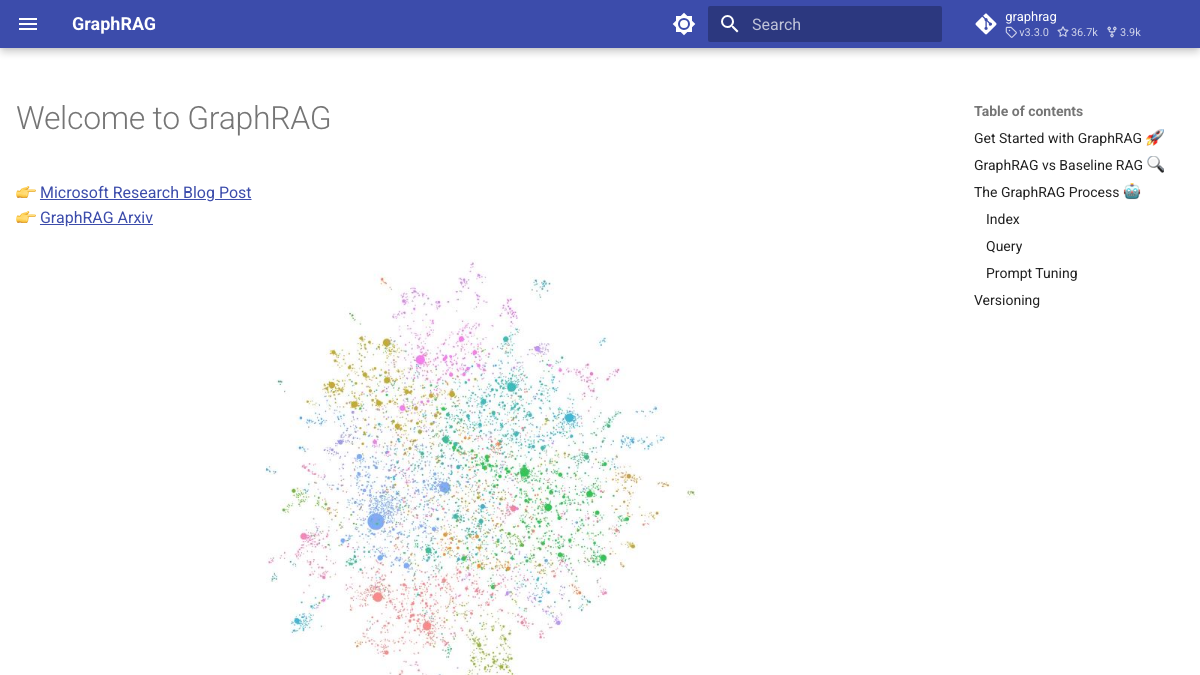 GraphRAG
Search
graphrag
v3.3.0 36.7k 3.9k
Welcome to GraphRAG
👉 Microsoft Research Blog Post
👉 GraphRAG Arxiv
Table of contents
Get Started with GraphRAG 🚀
GraphRAG vs Baseline RAG 🔍
The GraphRAG Process 🤖
Index
Query
Prompt Tuning
Versioning